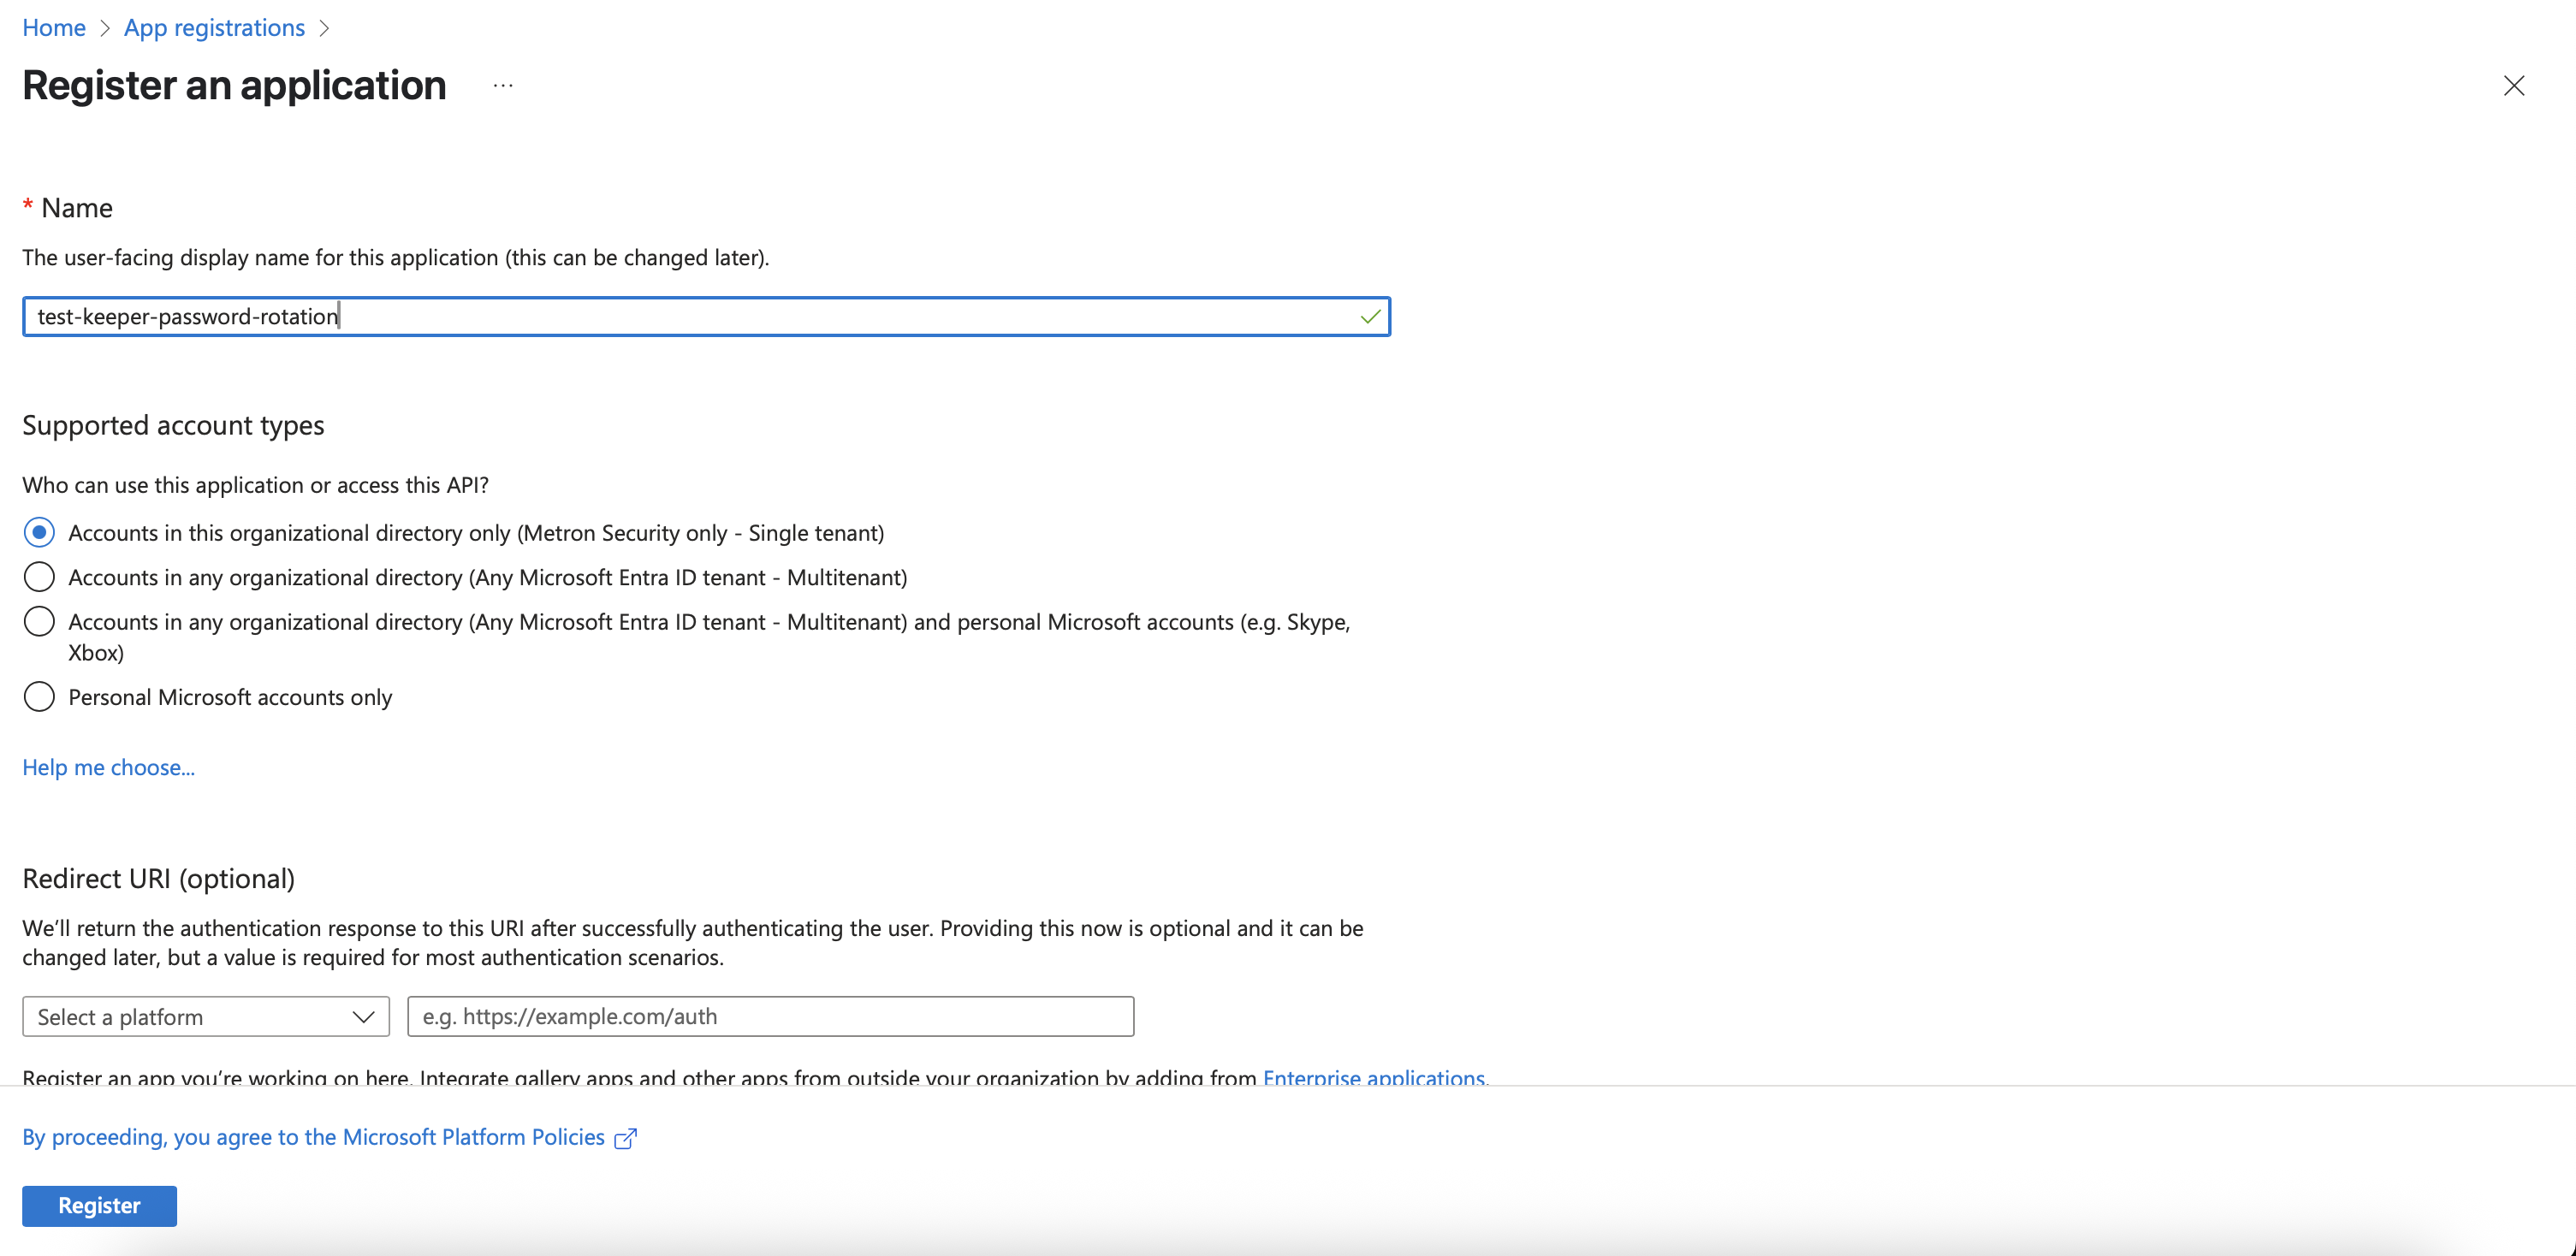 Home > App registrations >
Register an application ...
* Name
The user-facing display name for this application (this can be changed later).
test-keeper-password-rotation
Supported account types
Who can use this application or access this API?
Accounts in this organizational directory only (Metron Security only - Single tenant)
Accounts in any organizational directory (Any Microsoft Entra ID tenant - Multitenant)
Accounts in any organizational directory (Any Microsoft Entra ID tenant - Multitenant) and personal Microsoft accounts (e.g. Skype,
Xbox)
Personal Microsoft accounts only
Help me choose...
Redirect URI (optional)
We’ll return the authentication response to this URI after successfully authenticating the user. Providing this now is optional and it can be
changed later, but a value is required for most authentication scenarios.
Select a platform
e.g. https://example.com/auth
Register an app you’re working on here. Integrate gallery apps and other apps from outside your organization by adding from Enterprise applications.
By proceeding, you agree to the Microsoft Platform Policies
Register